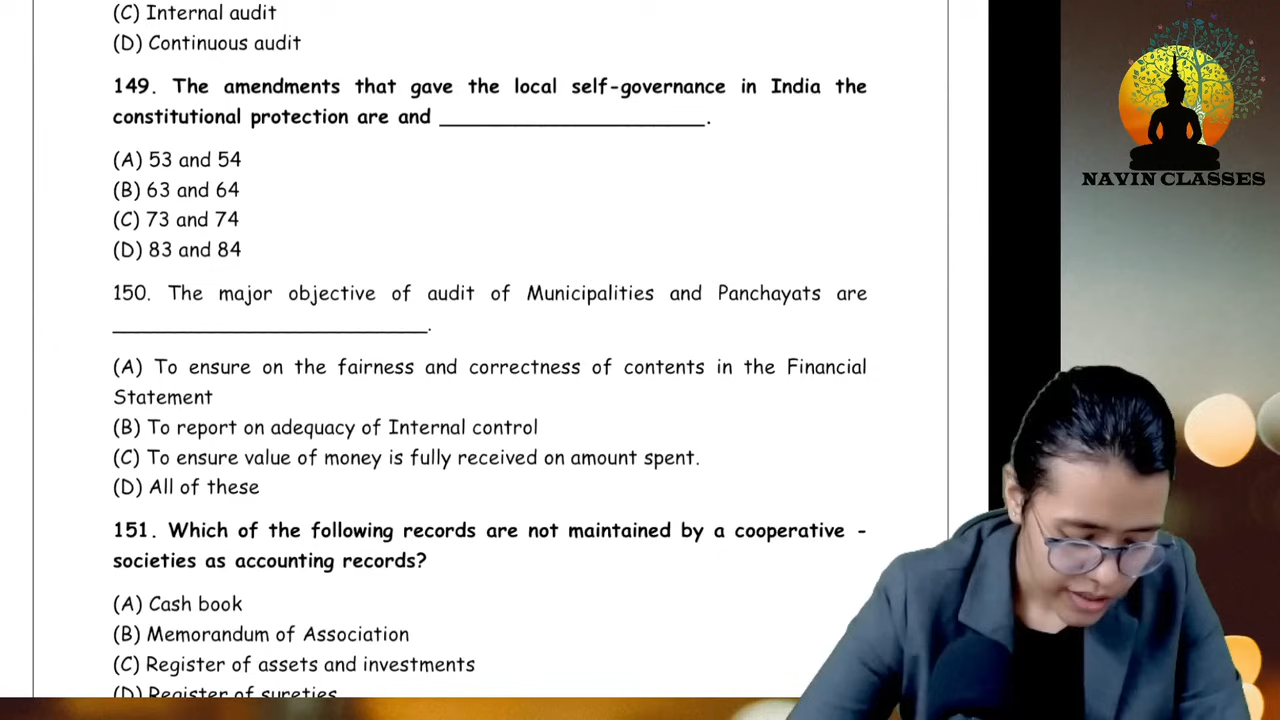 (C) Internal audit
(D) Continuous audit
149. The amendments that gave the local self-governance in India the
constitutional protection are and ______________________.
(A) 53 and 54
(B) 63 and 64
(C) 73 and 74
(D) 83 and 84
150. The major objective of audit of Municipalities and Panchayats are
__________________________.
(A) To ensure on the fairness and correctness of contents in the Financial
Statement
(B) To report on adequacy of Internal control
(C) To ensure value of money is fully received on amount spent.
(D) All of these
151. Which of the following records are not maintained by a cooperative -
societies as accounting records?
(A) Cash book
(B) Memorandum of Association
(C) Register of assets and investments
(D) Register of sureties
NAVIN CLASSES